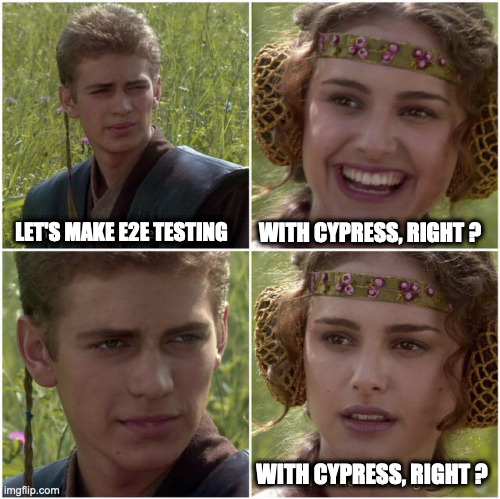 LET'S MAKE E2E TESTING
WITH CYPRESS, RIGHT ?
WITH CYPRESS, RIGHT ?
imgflip.com